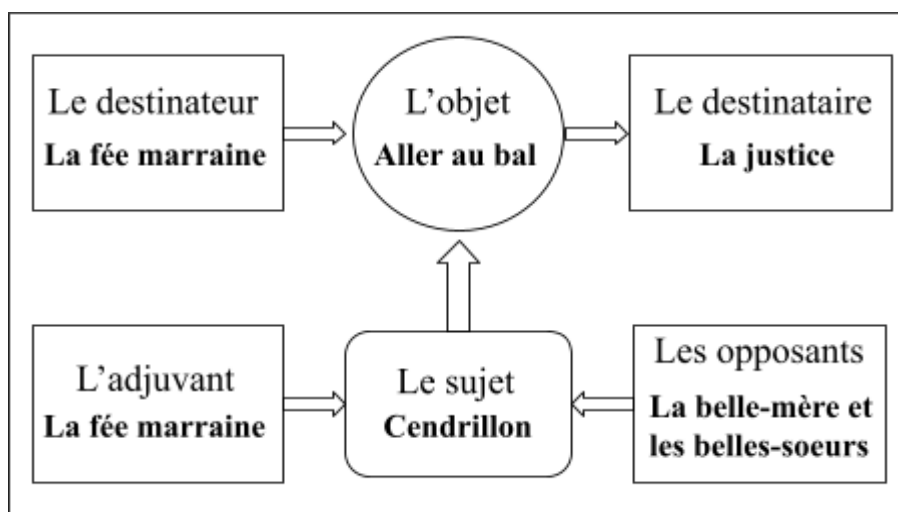 Le destinateur
La fée marraine
L’objet
Aller au bal
Le destinataire
La justice
L’adjuvant
La fée marraine
Le sujet
Cendrillon
Les opposants
La belle-mère et
les belles-soeurs